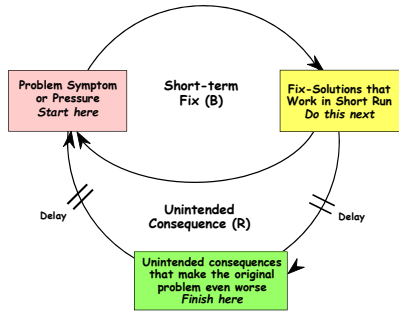 Problem Symptom
or Pressure
Start here
Short-term
Fix (B)
Fix-Solutions that
Work in Short Run
Do this next
Delay
Unintended
Consequence (R)
Delay
Unintended consequences
that make the original
problem even worse
Finish here